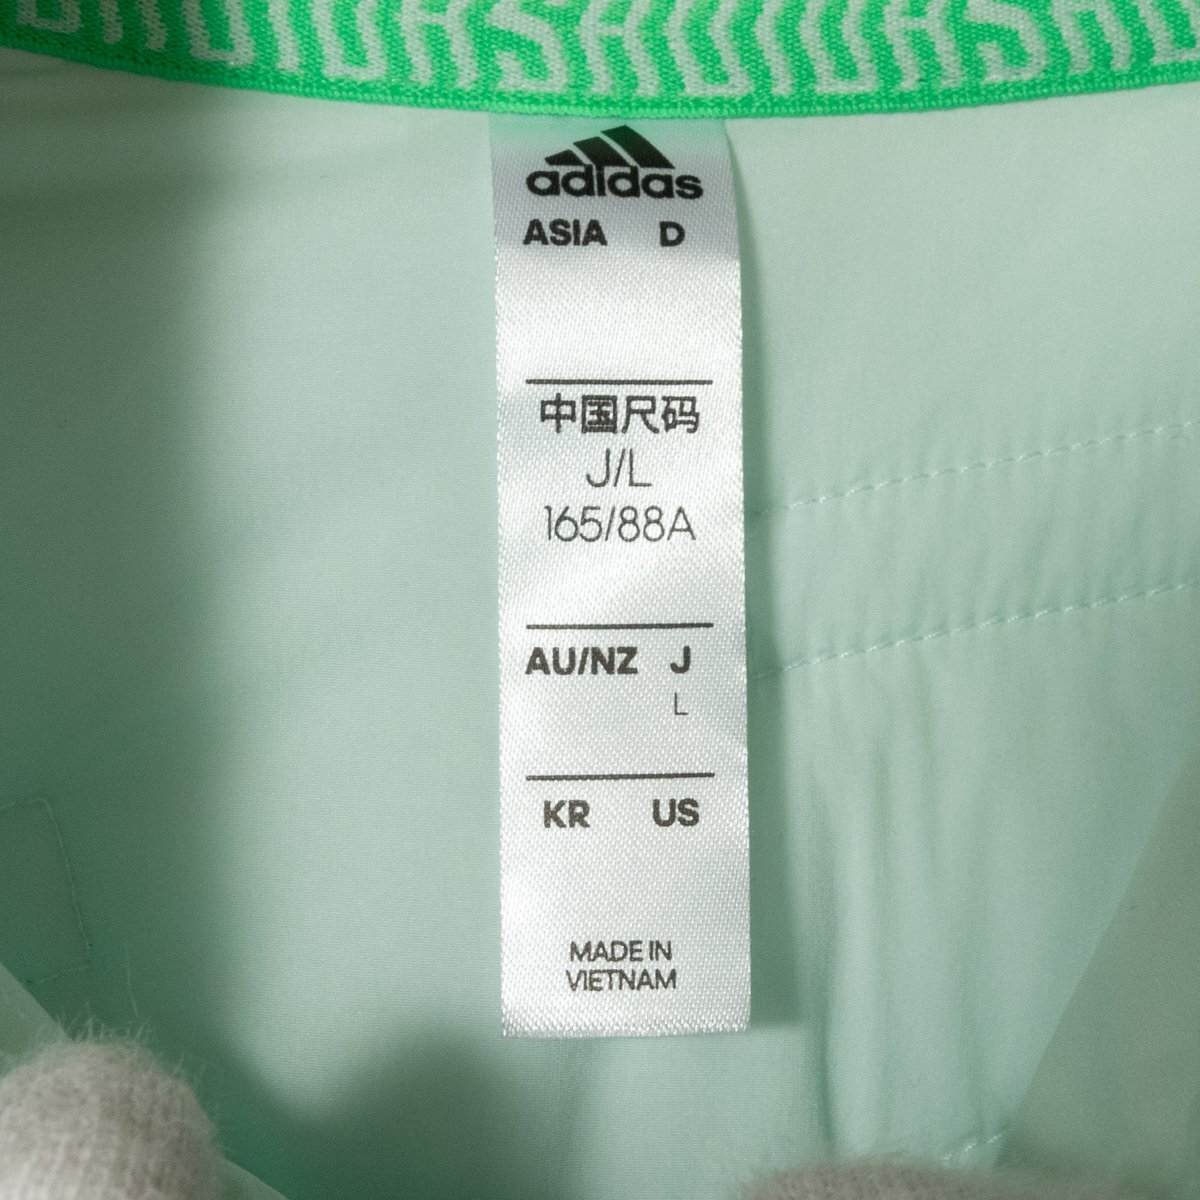 adidas
ASIA D
中国尺码
J/L
165/88A
AU/NZ J
L
KR US
MADE IN
VIETNAM